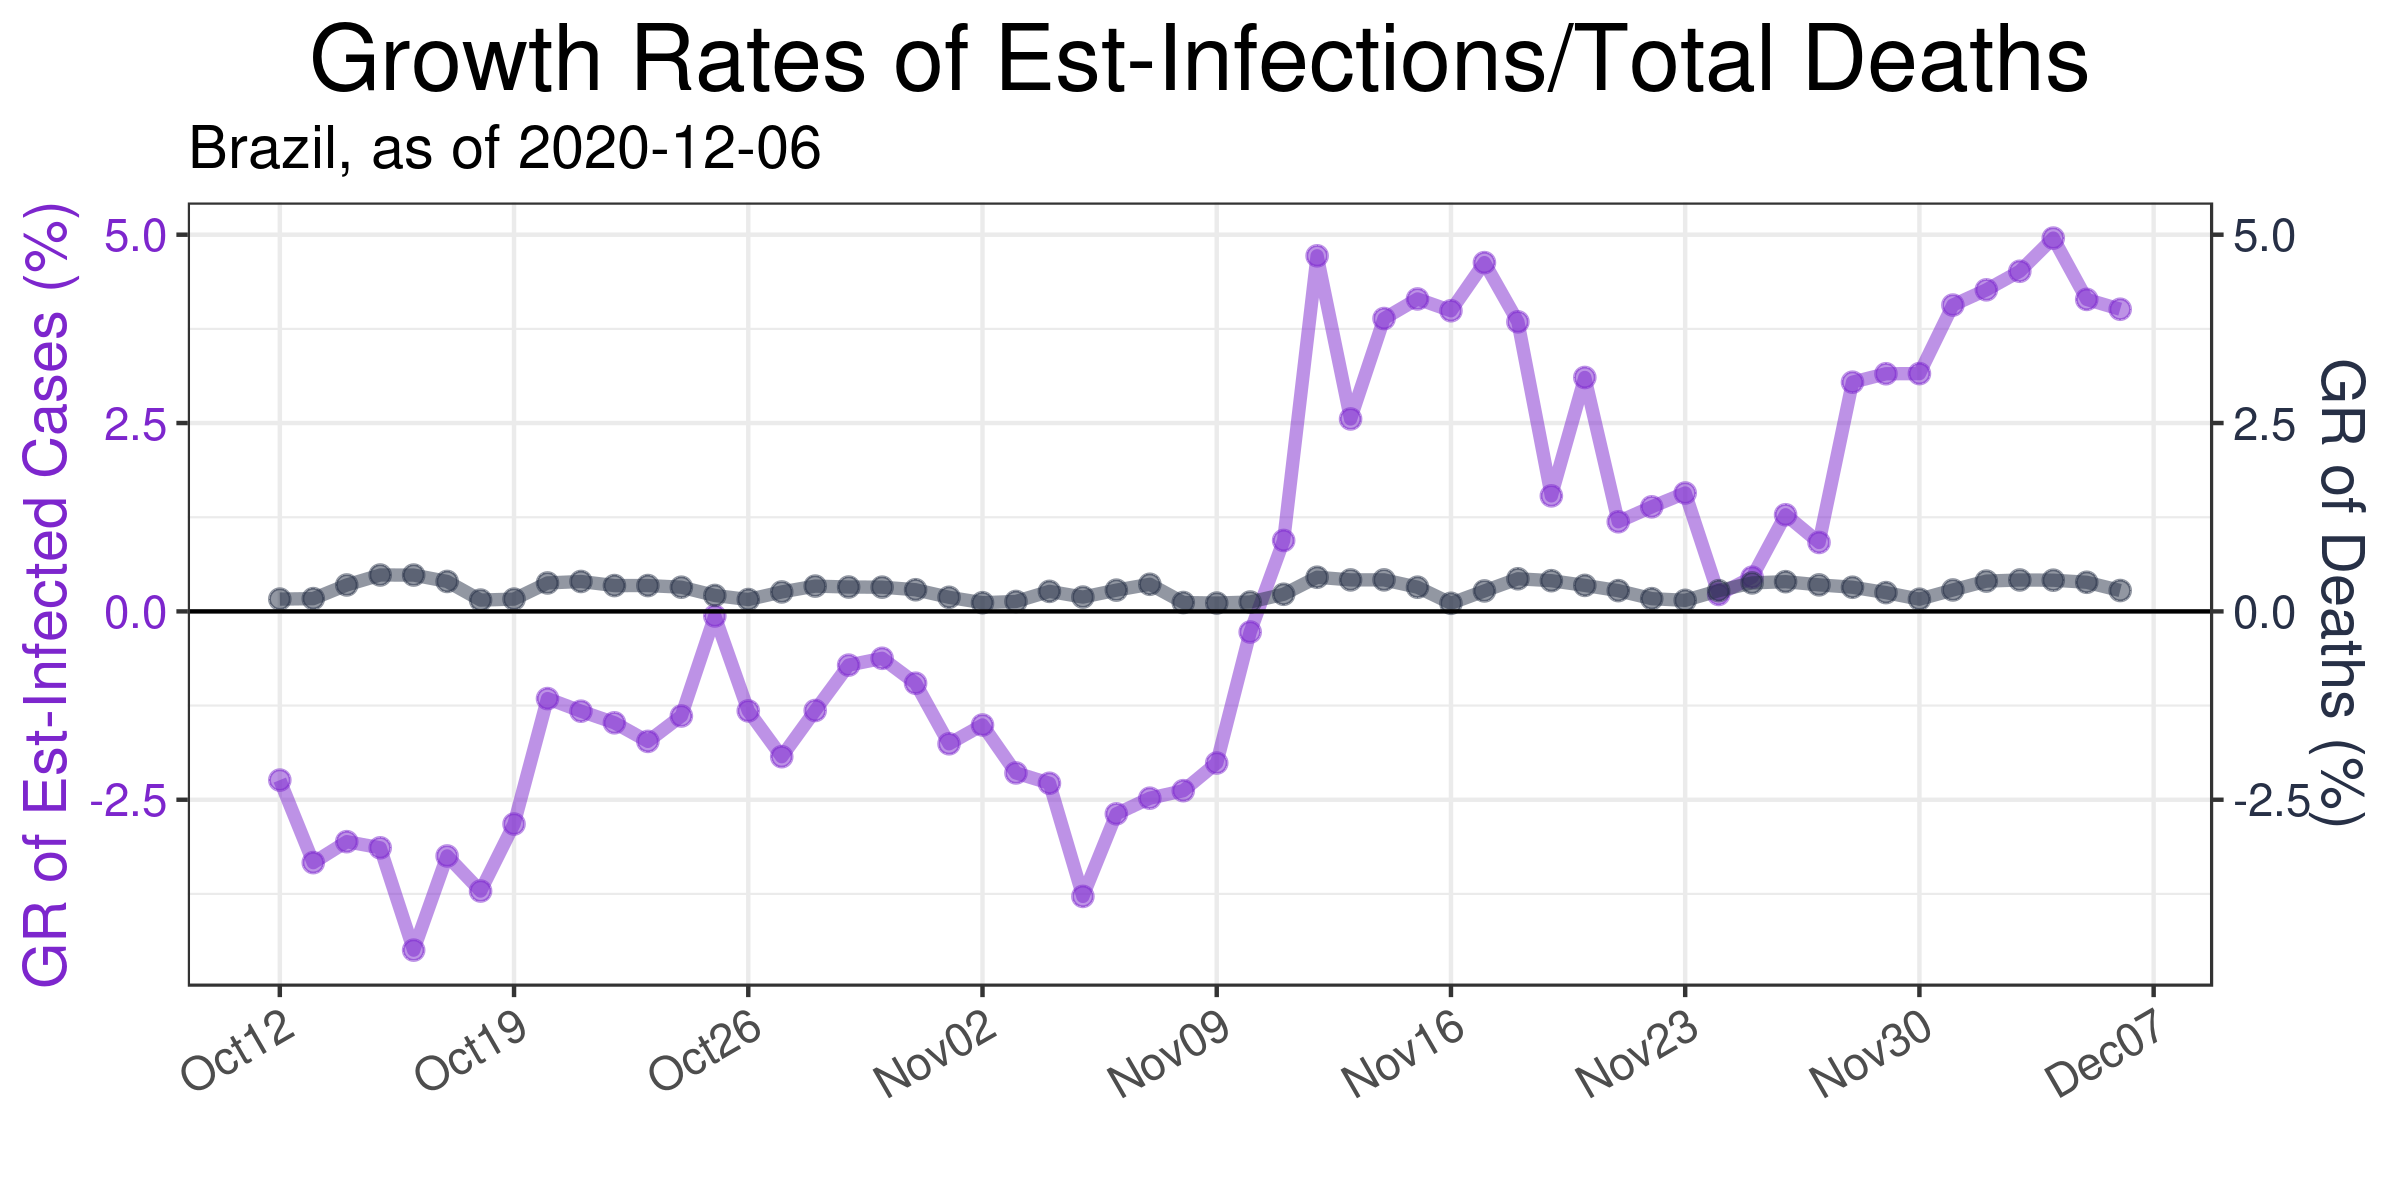 Growth Rates of Est-Infections/Total Deaths
Brazil, as of 2020-12-06
GR of Est-Infected Cases (%)
5.0
2.5
0.0
-2.5
5.0
2.5
0.0
-2.5
GR of Deaths (%)
Oct12
Oct19
Oct26
Nov02
Nov09
Nov16
Nov23
Nov30
Dec07